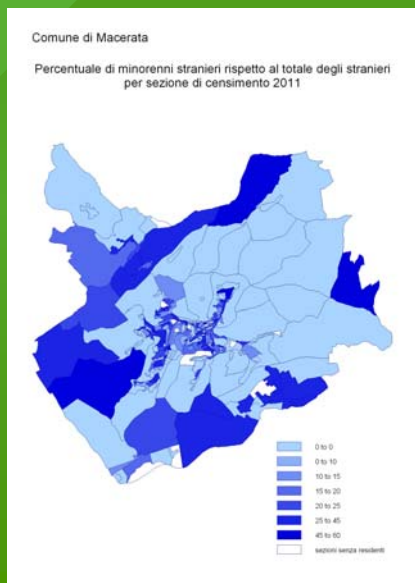 Comune di Macerata
Percentuale di minorenni stranieri rispetto al totale degli stranieri
per sezione di censimento 2011
0 to 0
0 to 10
10 to 15
15 to 20
20 to 25
25 to 45
45 to 60
sezioni senza residenti